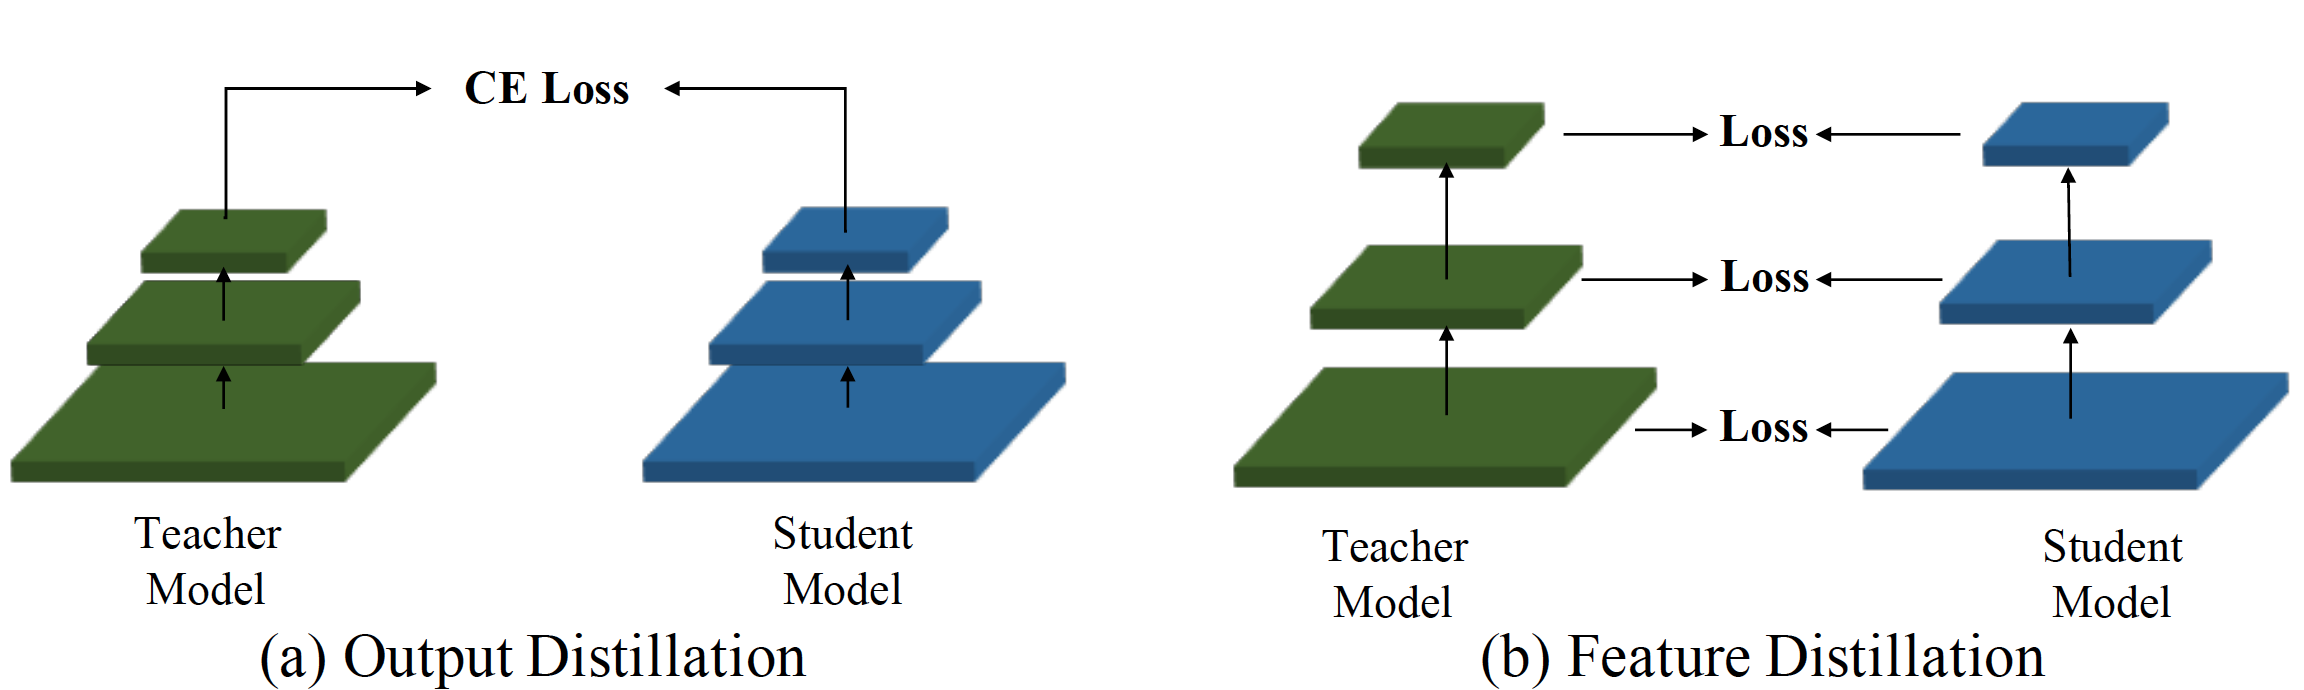 CE Loss
Teacher
Model
Student
Model
(a) Output Distillation
Loss
Loss
Loss
Teacher
Model
Student
Model
(b) Feature Distillation